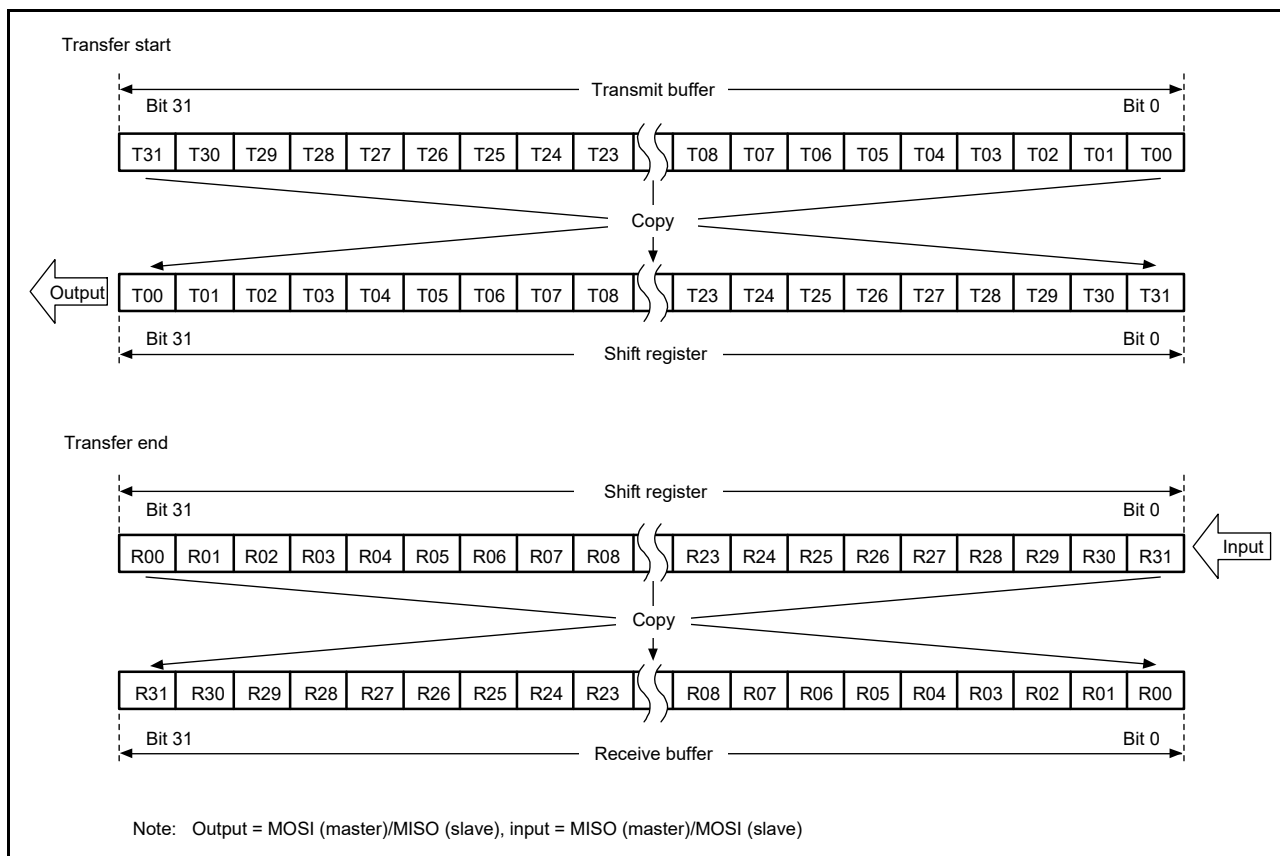 Transfer start
Transmit buffer
Bit 31 Bit 0
T31 T30 T29 T28 T27 T26 T25 T24 T23 T08 T07 T06 T05 T04 T03 T02 T01 T00
Copy
Output T00 T01 T02 T03 T04 T05 T06 T07 T08 T23 T24 T25 T26 T27 T28 T29 T30 T31
Bit 31 Bit 0
Shift register
Transfer end
Shift register
Bit 31 Bit 0
R00 R01 R02 R03 R04 R05 R06 R07 R08 R23 R24 R25 R26 R27 R28 R29 R30 R31 Input
Copy
R31 R30 R29 R28 R27 R26 R25 R24 R23 R08 R07 R06 R05 R04 R03 R02 R01 R00
Bit 31 Bit 0
Receive buffer
Note: Output = MOSI (master)/MISO (slave), input = MISO (master)/MOSI (slave)